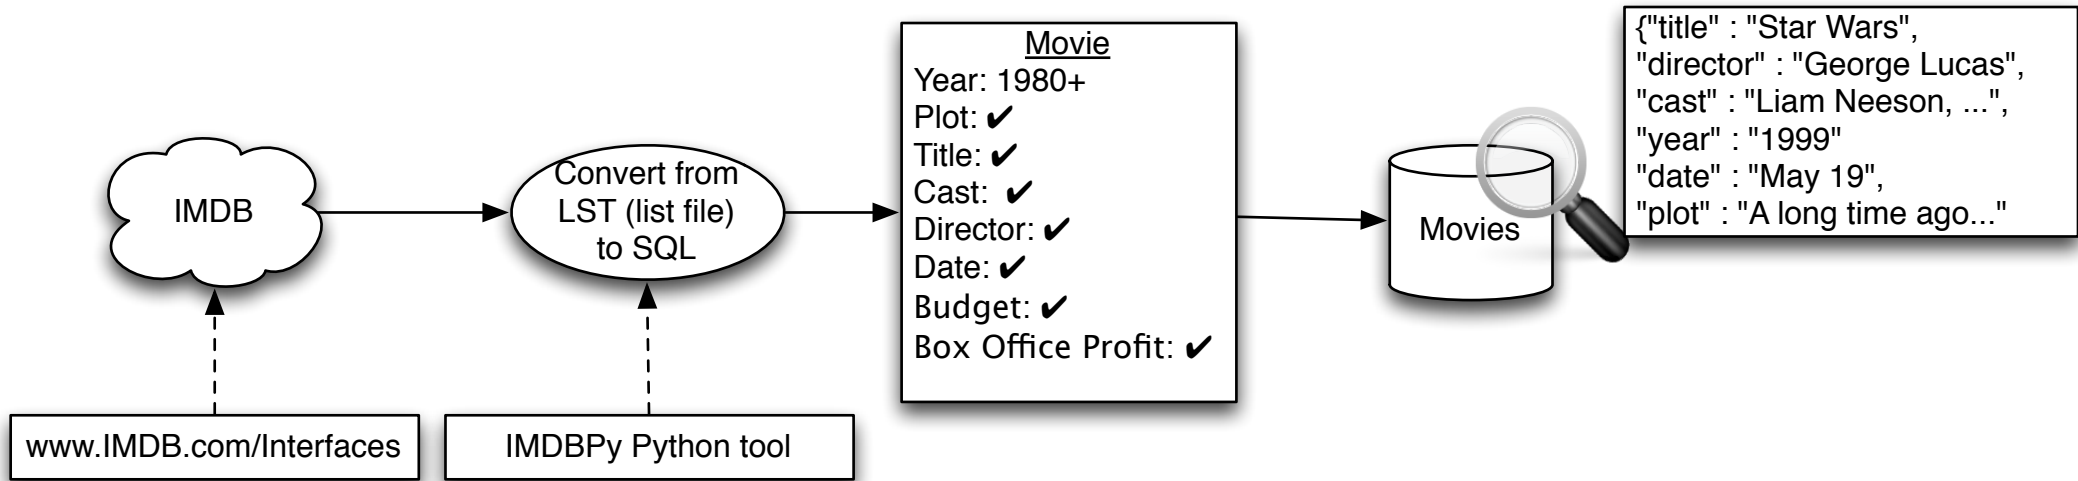 IMDB
www.IMDB.com/Interfaces
Convert from
LST (list file)
to SQL
IMDBPy Python tool
Movie
Year: 1980+
Plot: ✔
Title: ✔
Cast: ✔
Director: ✔
Date: ✔
Budget: ✔
Box Office Profit: ✔
Movies
{"title" : "Star Wars",
"director" : "George Lucas",
"cast" : "Liam Neeson, ...",
"year" : "1999"
"date" : "May 19",
"plot" : "A long time ago..."